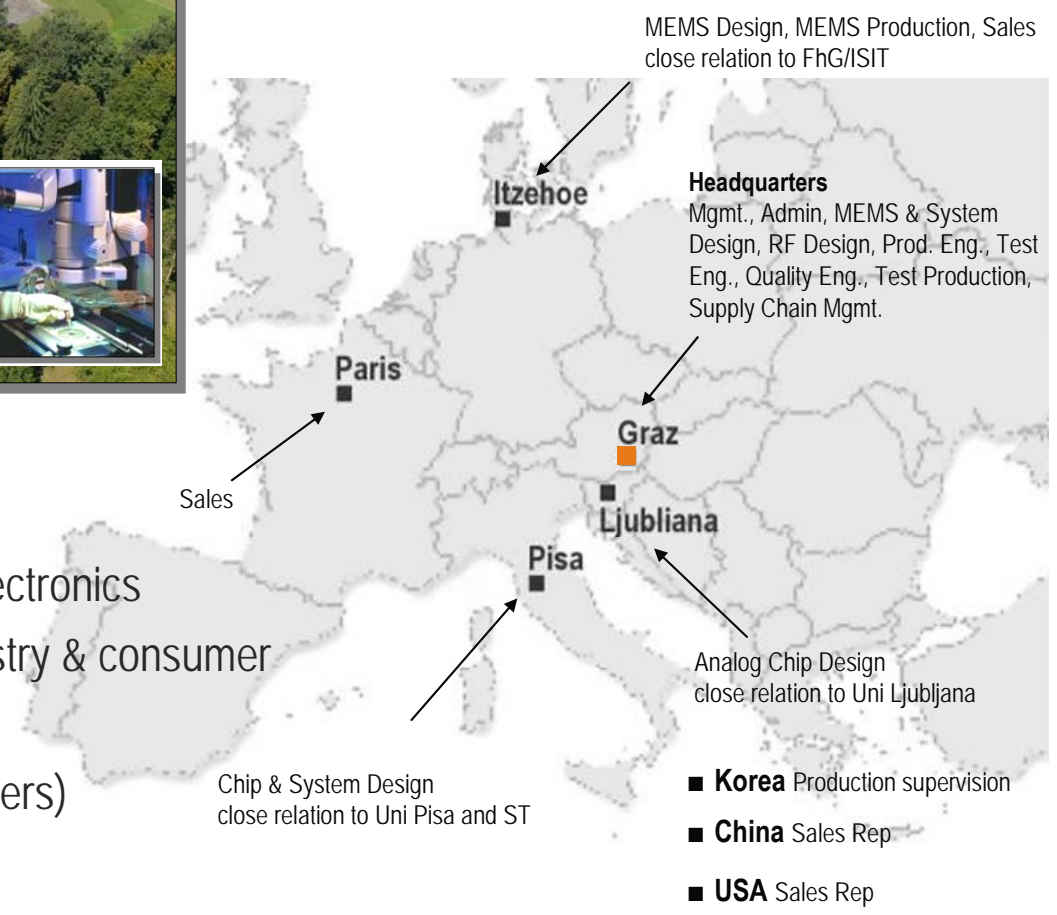 MEMS Design, MEMS Production, Sales
close relation to FhG/ISIT
Itzehoe
Headquarters
Mgmt., Admin, MEMS & System
Design, RF Design, Prod. Eng., Test
Eng., Quality Eng., Test Production,
Supply Chain Mgmt.
Paris
Graz
Sales
Ljubliana
Pisa
ectronics
stry & consumer
Analog Chip Design
close relation to Uni Ljubljana
ers)
Chip & System Design
close relation to Uni Pisa and ST
■ Korea Production supervision
■ China Sales Rep
■ USA Sales Rep